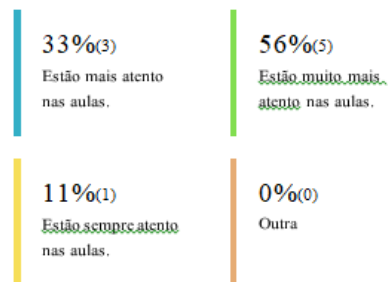 33%(3)
Estão mais atento
nas aulas.
56%(5)
Estão muito mais
atento nas aulas.
11%(1)
Estão sempre atento
nas aulas.
0%(0)
Outra